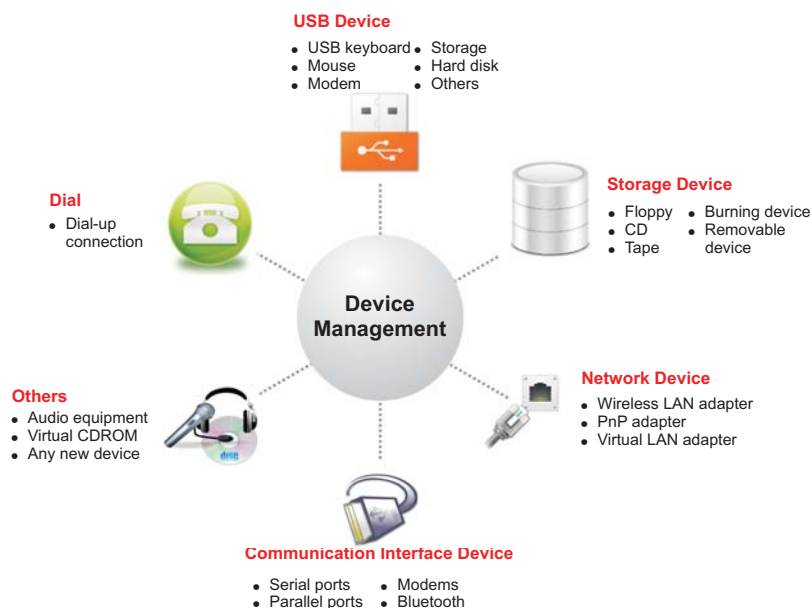 USB Device
• USB keyboard • Storage
• Mouse • Hard disk
• Modem • Others
Dial
• Dial-up
connection
Storage Device
• Floppy • Burning device
• CD • Removable
• Tape device
Device
Management
Others
• Audio equipment
• Virtual CDROM
• Any new device
disc
Network Device
• Wireless LAN adapter
• PnP adapter
• Virtual LAN adapter
Communication Interface Device
• Serial ports • Modems
• Parallel ports • Bluetooth